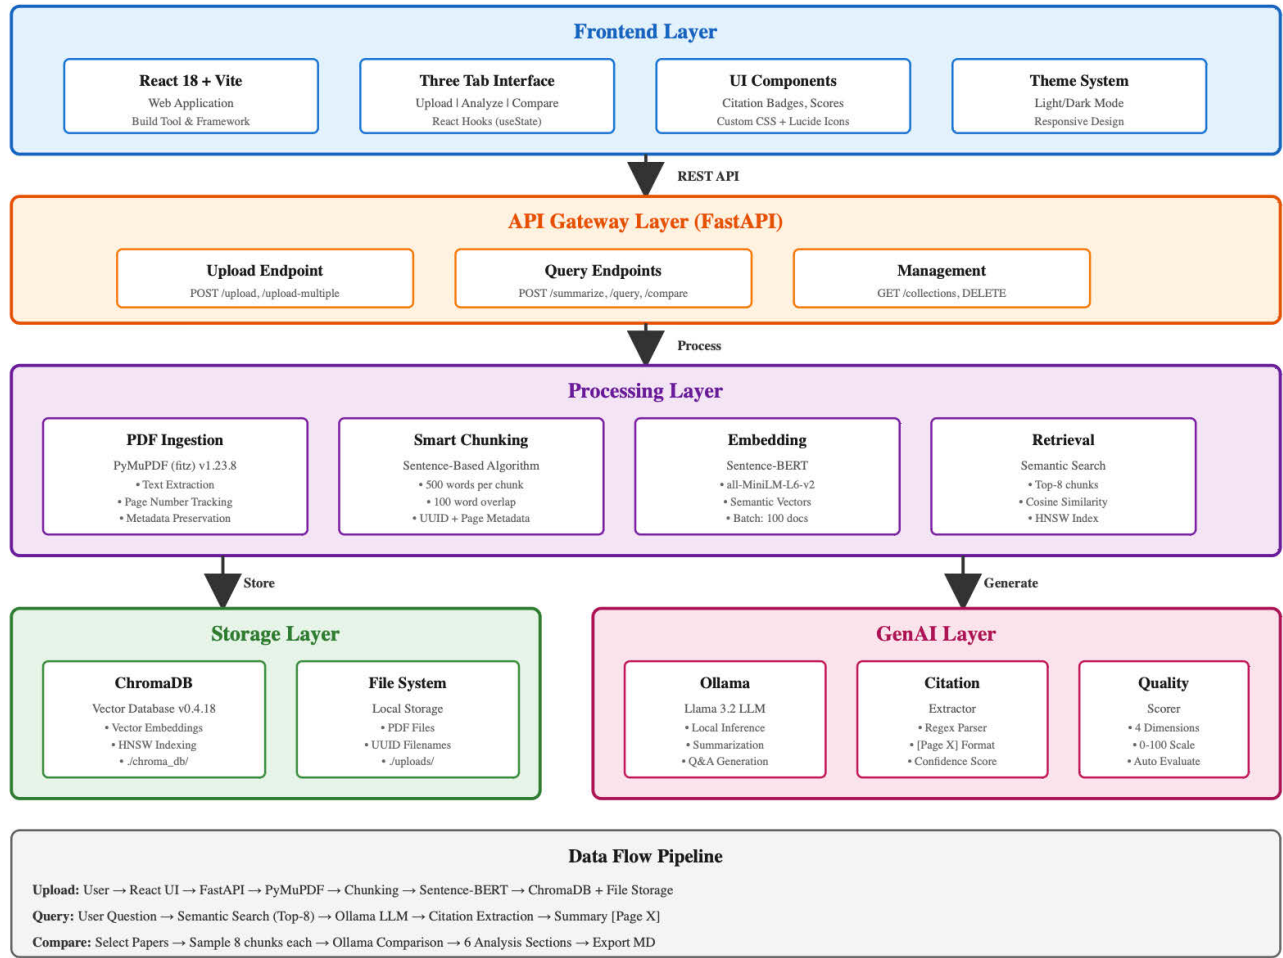 Frontend Layer
React 18 + Vite
Web Application
Build Tool & Framework
Three Tab Interface
Upload | Analyze | Compare
React Hooks (useState)
UI Components
Citation Badges, Scores
Custom CSS + Lucide Icons
Theme System
Light/Dark Mode
Responsive Design
REST API
API Gateway Layer (FastAPI)
Upload Endpoint
POST /upload, /upload-multiple
Query Endpoints
POST /summarize, /query, /compare
Management
GET /collections, DELETE
Process
Processing Layer
PDF Ingestion
PyMuPDF (fitz) v1.23.8
• Text Extraction
• Page Number Tracking
• Metadata Preservation
Smart Chunking
Sentence-Based Algorithm
• 500 words per chunk
• 100 word overlap
• UUID + Page Metadata
Embedding
Sentence-BERT
• all-MiniLM-L6-v2
• Semantic Vectors
• Batch: 100 docs
Retrieval
Semantic Search
• Top-8 chunks
• Cosine Similarity
• HNSW Index
Store
Generate
Storage Layer
ChromaDB
Vector Database v0.4.18
• Vector Embeddings
• HNSW Indexing
• ./chroma_db/
File System
Local Storage
• PDF Files
• UUID Filenames
• ./uploads/
GenAI Layer
Ollama
Llama 3.2 LLM
• Local Inference
• Summarization
• Q&A Generation
Citation
Extractor
• Regex Parser
• [Page X] Format
• Confidence Score
Quality
Scorer
• 4 Dimensions
• 0-100 Scale
• Auto Evaluate
Data Flow Pipeline
Upload: User → React UI → FastAPI → PyMuPDF → Chunking → Sentence-BERT → ChromaDB + File Storage
Query: User Question → Semantic Search (Top-8) → Ollama LLM → Citation Extraction → Summary [Page X]
Compare: Select Papers → Sample 8 chunks each → Ollama Comparison → 6 Analysis Sections → Export MD